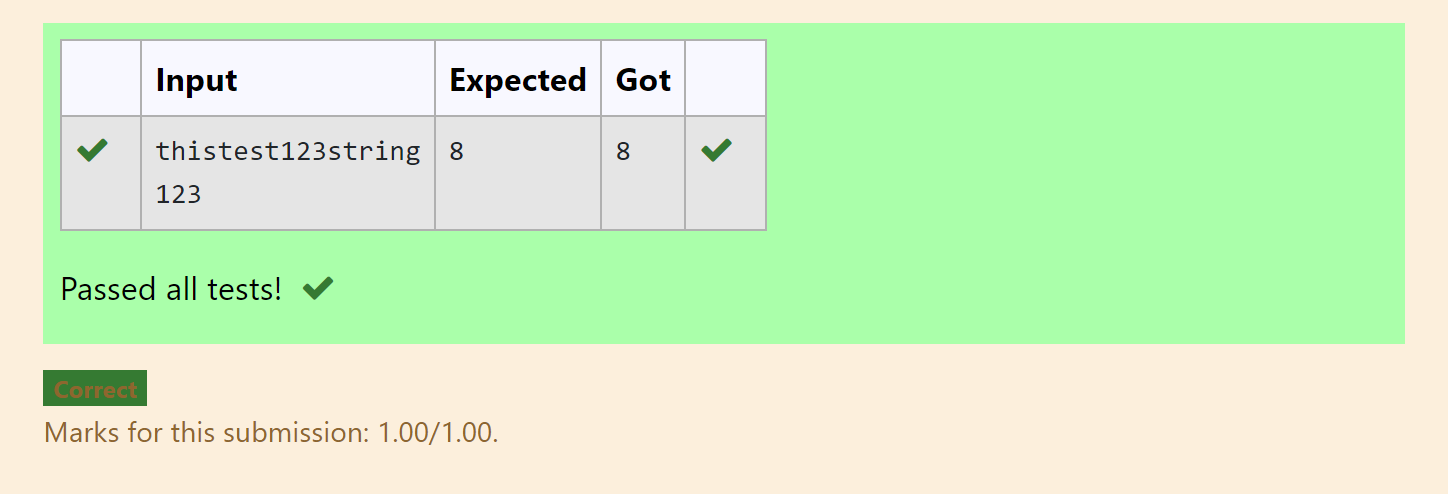 Input Expected Got
thistest123string 8 8
123
Passed all tests!
Correct
Marks for this submission: 1.00/1.00.